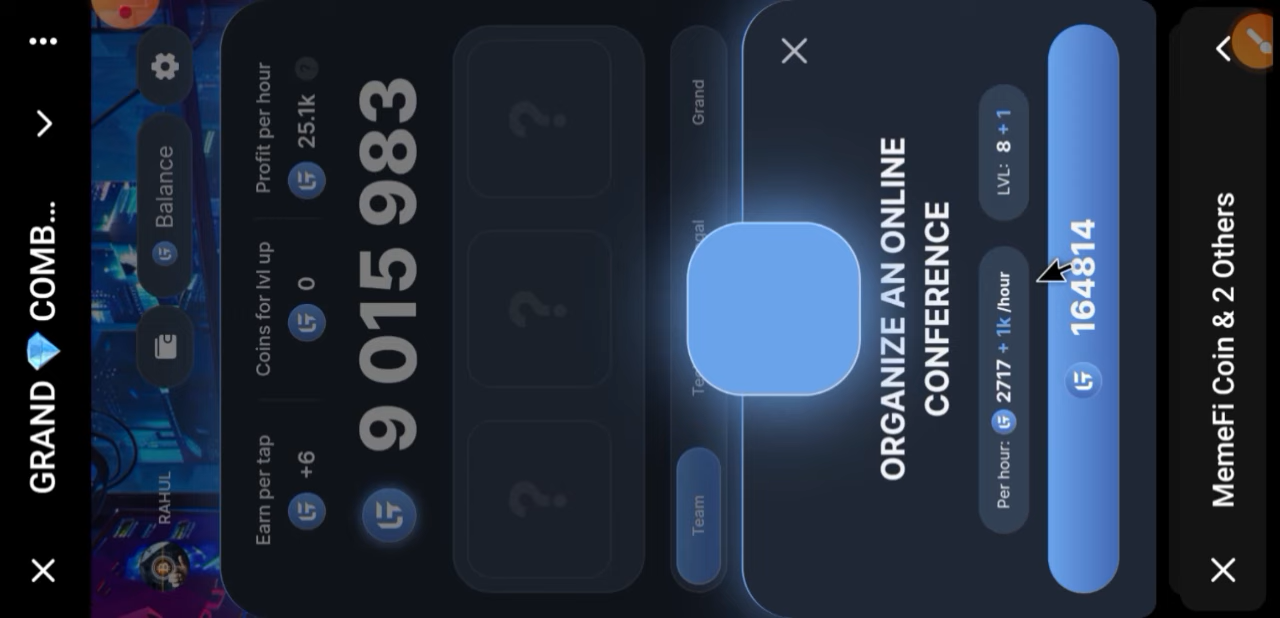 GRAND 💎 COMB...
RAHUL
Balance
Earn per tap
+6
Coins for lvl up
0
Profit per hour
25.1k ?
9 015 983
? ? ?
Team
Grand
ORGANIZE AN ONLINE
CONFERENCE
Per hour: 2717 + 1k /hour
LVL: 8 + 1
164814
MemeFi Coin & 2 Others